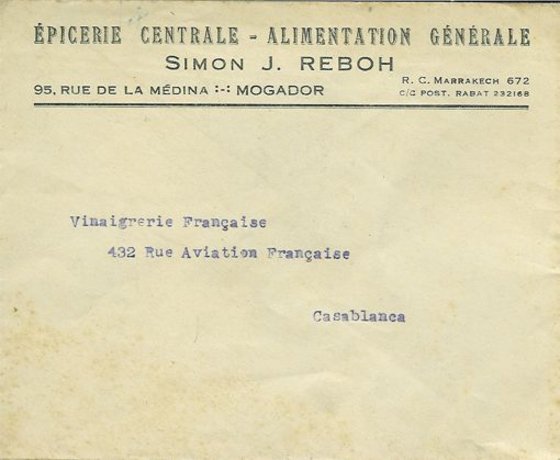 ÉPICERIE CENTRALE - ALIMENTATION GÉNÉRALE
SIMON J. REBOH
95, RUE DE LA MÉDINA :-: MOGADOR
R. C. MARRAKECH 672
C/C POST. RABAT 232168
Vinaigrerie Française
432 Rue Aviation Française
Casablanca